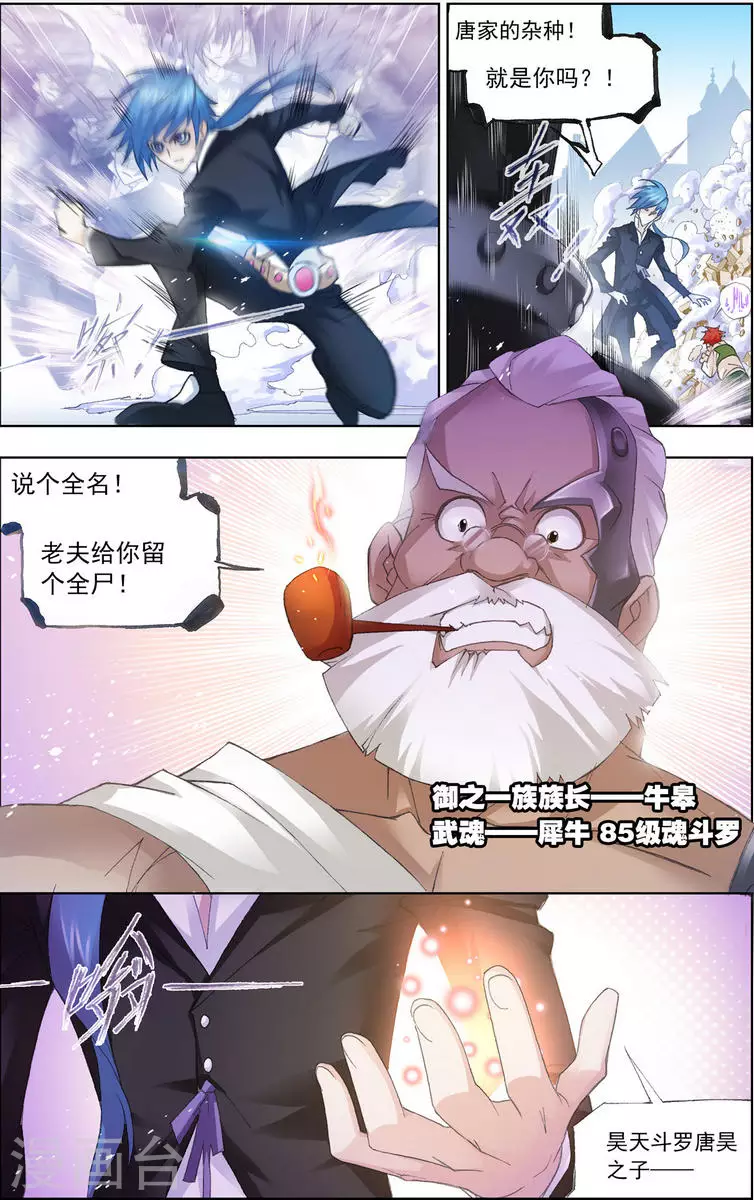 唐家的杂种！
就是你吗？！
轰
说个全名！
老夫给你留
个全尸！
御之一族族长——牛皋
武魂——犀牛 85级魂斗罗
嗡
昊天斗罗唐昊
之子——
漫画台